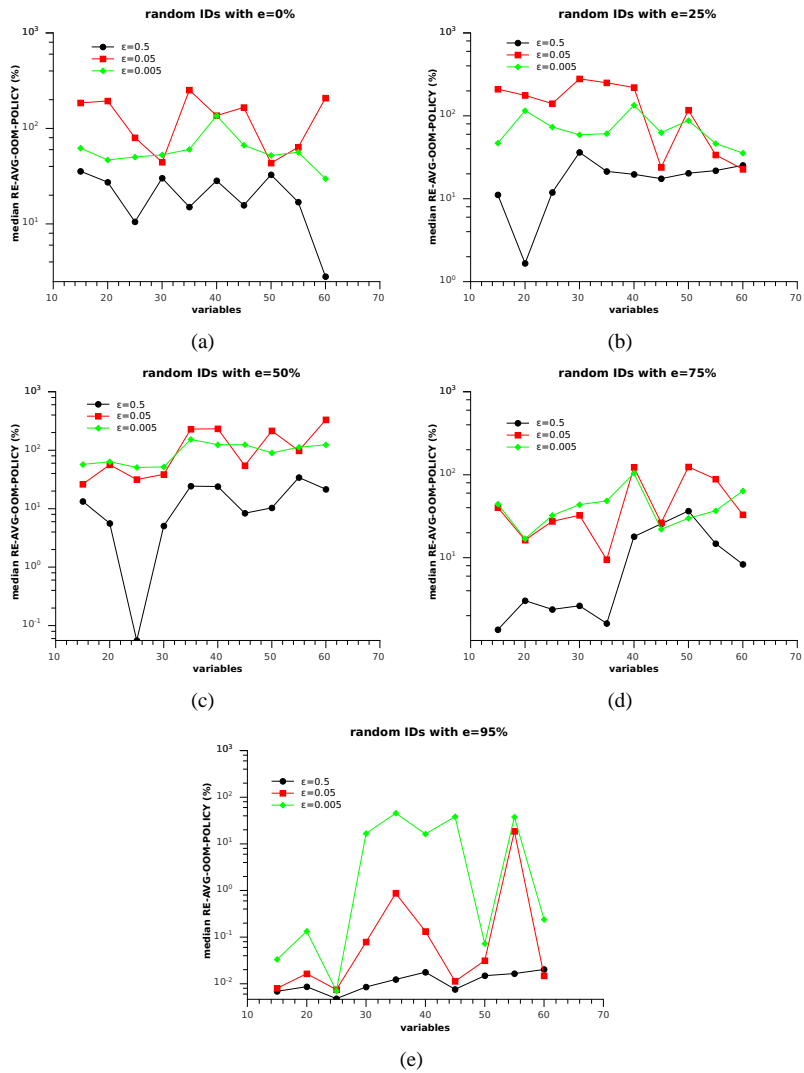 random IDs with e=0%
median RE-AVG-OOM-POLICY (%)
10³
10²
10¹
ε=0.5
ε=0.05
ε=0.005
10 20 30 40 50 60 70
variables
(a)
random IDs with e=25%
median RE-AVG-OOM-POLICY (%)
10³
10²
10¹
10⁰
ε=0.5
ε=0.05
ε=0.005
10 20 30 40 50 60 70
variables
(b)
random IDs with e=50%
median RE-AVG-OOM-POLICY (%)
10³
10²
10¹
10⁰
10⁻¹
ε=0.5
ε=0.05
ε=0.005
10 20 30 40 50 60 70
variables
(c)
random IDs with e=75%
median RE-AVG-OOM-POLICY (%)
10³
10²
10¹
ε=0.5
ε=0.05
ε=0.005
10 20 30 40 50 60 70
variables
(d)
random IDs with e=95%
median RE-AVG-OOM-POLICY (%)
10³
10²
10¹
10⁰
10⁻¹
10⁻²
ε=0.5
ε=0.05
ε=0.005
10 20 30 40 50 60 70
variables
(e)